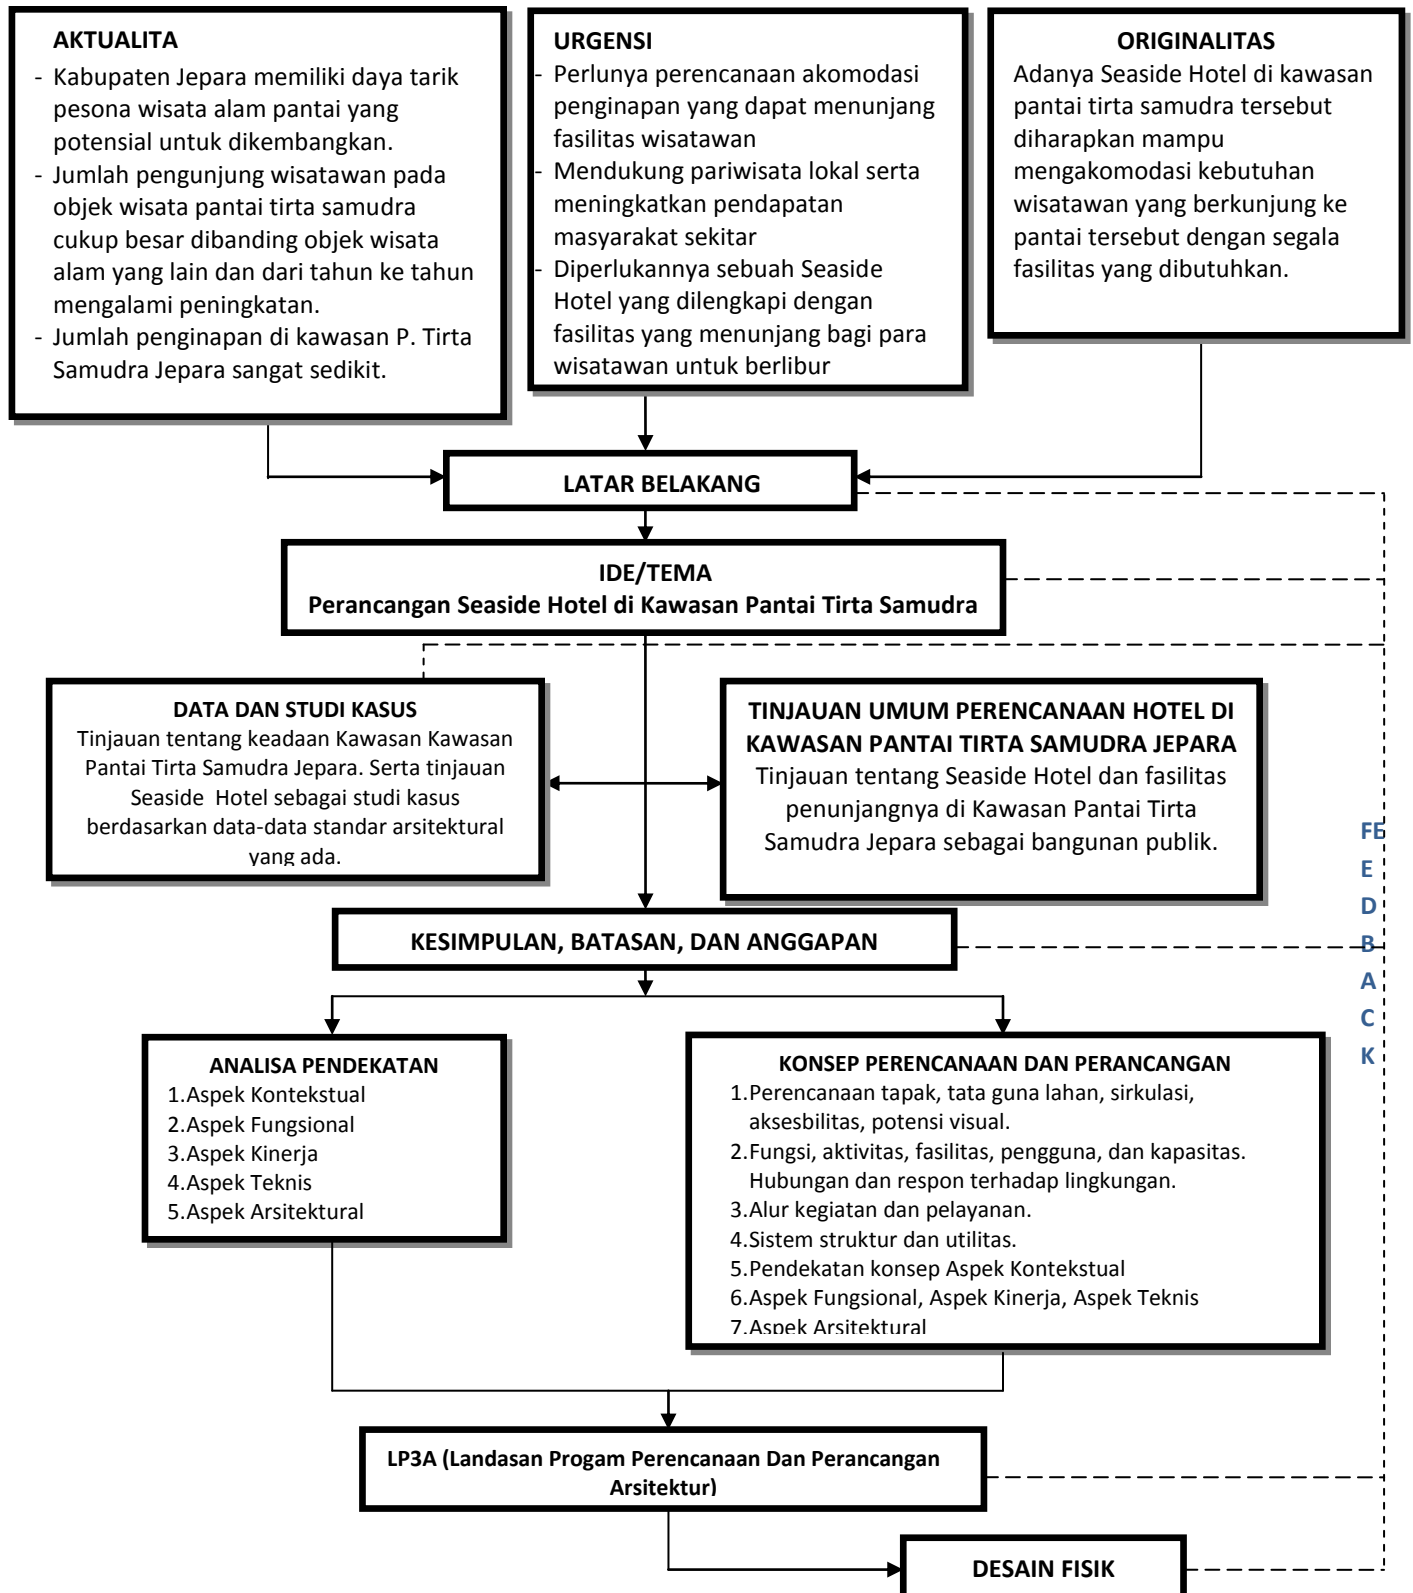 AKTUALITA
- Kabupaten Jepara memiliki daya tarik
pesona wisata alam pantai yang
potensial untuk dikembangkan.
- Jumlah pengunjung wisatawan pada
objek wisata pantai tirta samudra
cukup besar dibanding objek wisata
alam yang lain dan dari tahun ke tahun
mengalami peningkatan.
- Jumlah penginapan di kawasan P. Tirta
Samudra Jepara sangat sedikit.
URGENSI
- Perlunya perencanaan akomodasi
penginapan yang dapat menunjang
fasilitas wisatawan
- Mendukung pariwisata lokal serta
meningkatkan pendapatan
masyarakat sekitar
- Diperlukannya sebuah Seaside
Hotel yang dilengkapi dengan
fasilitas yang menunjang bagi para
wisatawan untuk berlibur
ORIGINALITAS
Adanya Seaside Hotel di kawasan
pantai tirta samudra tersebut
diharapkan mampu
mengakomodasi kebutuhan
wisatawan yang berkunjung ke
pantai tersebut dengan segala
fasilitas yang dibutuhkan.
LATAR BELAKANG
IDE/TEMA
Perancangan Seaside Hotel di Kawasan Pantai Tirta Samudra
DATA DAN STUDI KASUS
Tinjauan tentang keadaan Kawasan Kawasan
Pantai Tirta Samudra Jepara. Serta tinjauan
Seaside Hotel sebagai studi kasus
berdasarkan data-data standar arsitektural
yang ada.
TINJAUAN UMUM PERENCANAAN HOTEL DI
KAWASAN PANTAI TIRTA SAMUDRA JEPARA
Tinjauan tentang Seaside Hotel dan fasilitas
penunjangnya di Kawasan Pantai Tirta
Samudra Jepara sebagai bangunan publik.
FE
E
D
B
A
C
K
KESIMPULAN, BATASAN, DAN ANGGAPAN
ANALISA PENDEKATAN
1.Aspek Kontekstual
2.Aspek Fungsional
3.Aspek Kinerja
4.Aspek Teknis
5.Aspek Arsitektural
KONSEP PERENCANAAN DAN PERANCANGAN
1.Perencanaan tapak, tata guna lahan, sirkulasi,
aksesbilitas, potensi visual.
2.Fungsi, aktivitas, fasilitas, pengguna, dan kapasitas.
Hubungan dan respon terhadap lingkungan.
3.Alur kegiatan dan pelayanan.
4.Sistem struktur dan utilitas.
5.Pendekatan konsep Aspek Kontekstual
6.Aspek Fungsional, Aspek Kinerja, Aspek Teknis
7.Aspek Arsitektural
LP3A (Landasan Progam Perencanaan Dan Perancangan
Arsitektur)
DESAIN FISIK